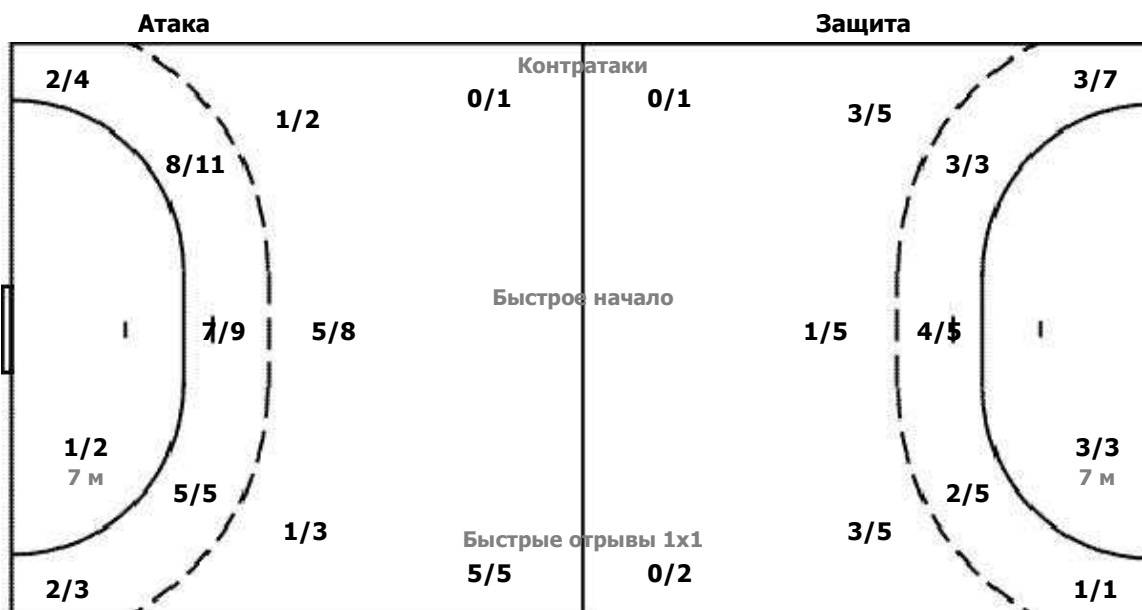 Атака Защита
Контратаки
2/4 1/2 0/1 0/1 3/5 3/7
8/11 3/3
Быстрое начало
7/9 5/8 1/5 4/5
1/2 3/3
7 м 7 м
5/5 2/5
1/3 3/5
Быстрые отрывы 1x1
2/3 5/5 0/2 1/1